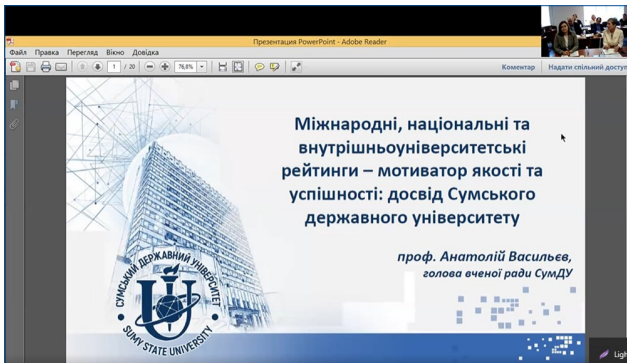 Презентация PowerPoint - Adobe Reader
Файл Правка Перегляд Вікно Довідка
1 / 20 76,8% Коментар Надати спільний доступ
Міжнародні, національні та
внутрішньоуніверситетські
рейтинги – мотиватор якості та
успішності: досвід Сумського
державного університету
проф. Анатолій Васильєв,
голова вченої ради СумДУ
СУМСЬКИЙ ДЕРЖАВНИЙ УНІВЕРСИТЕТ
SUMY STATE UNIVERSITY